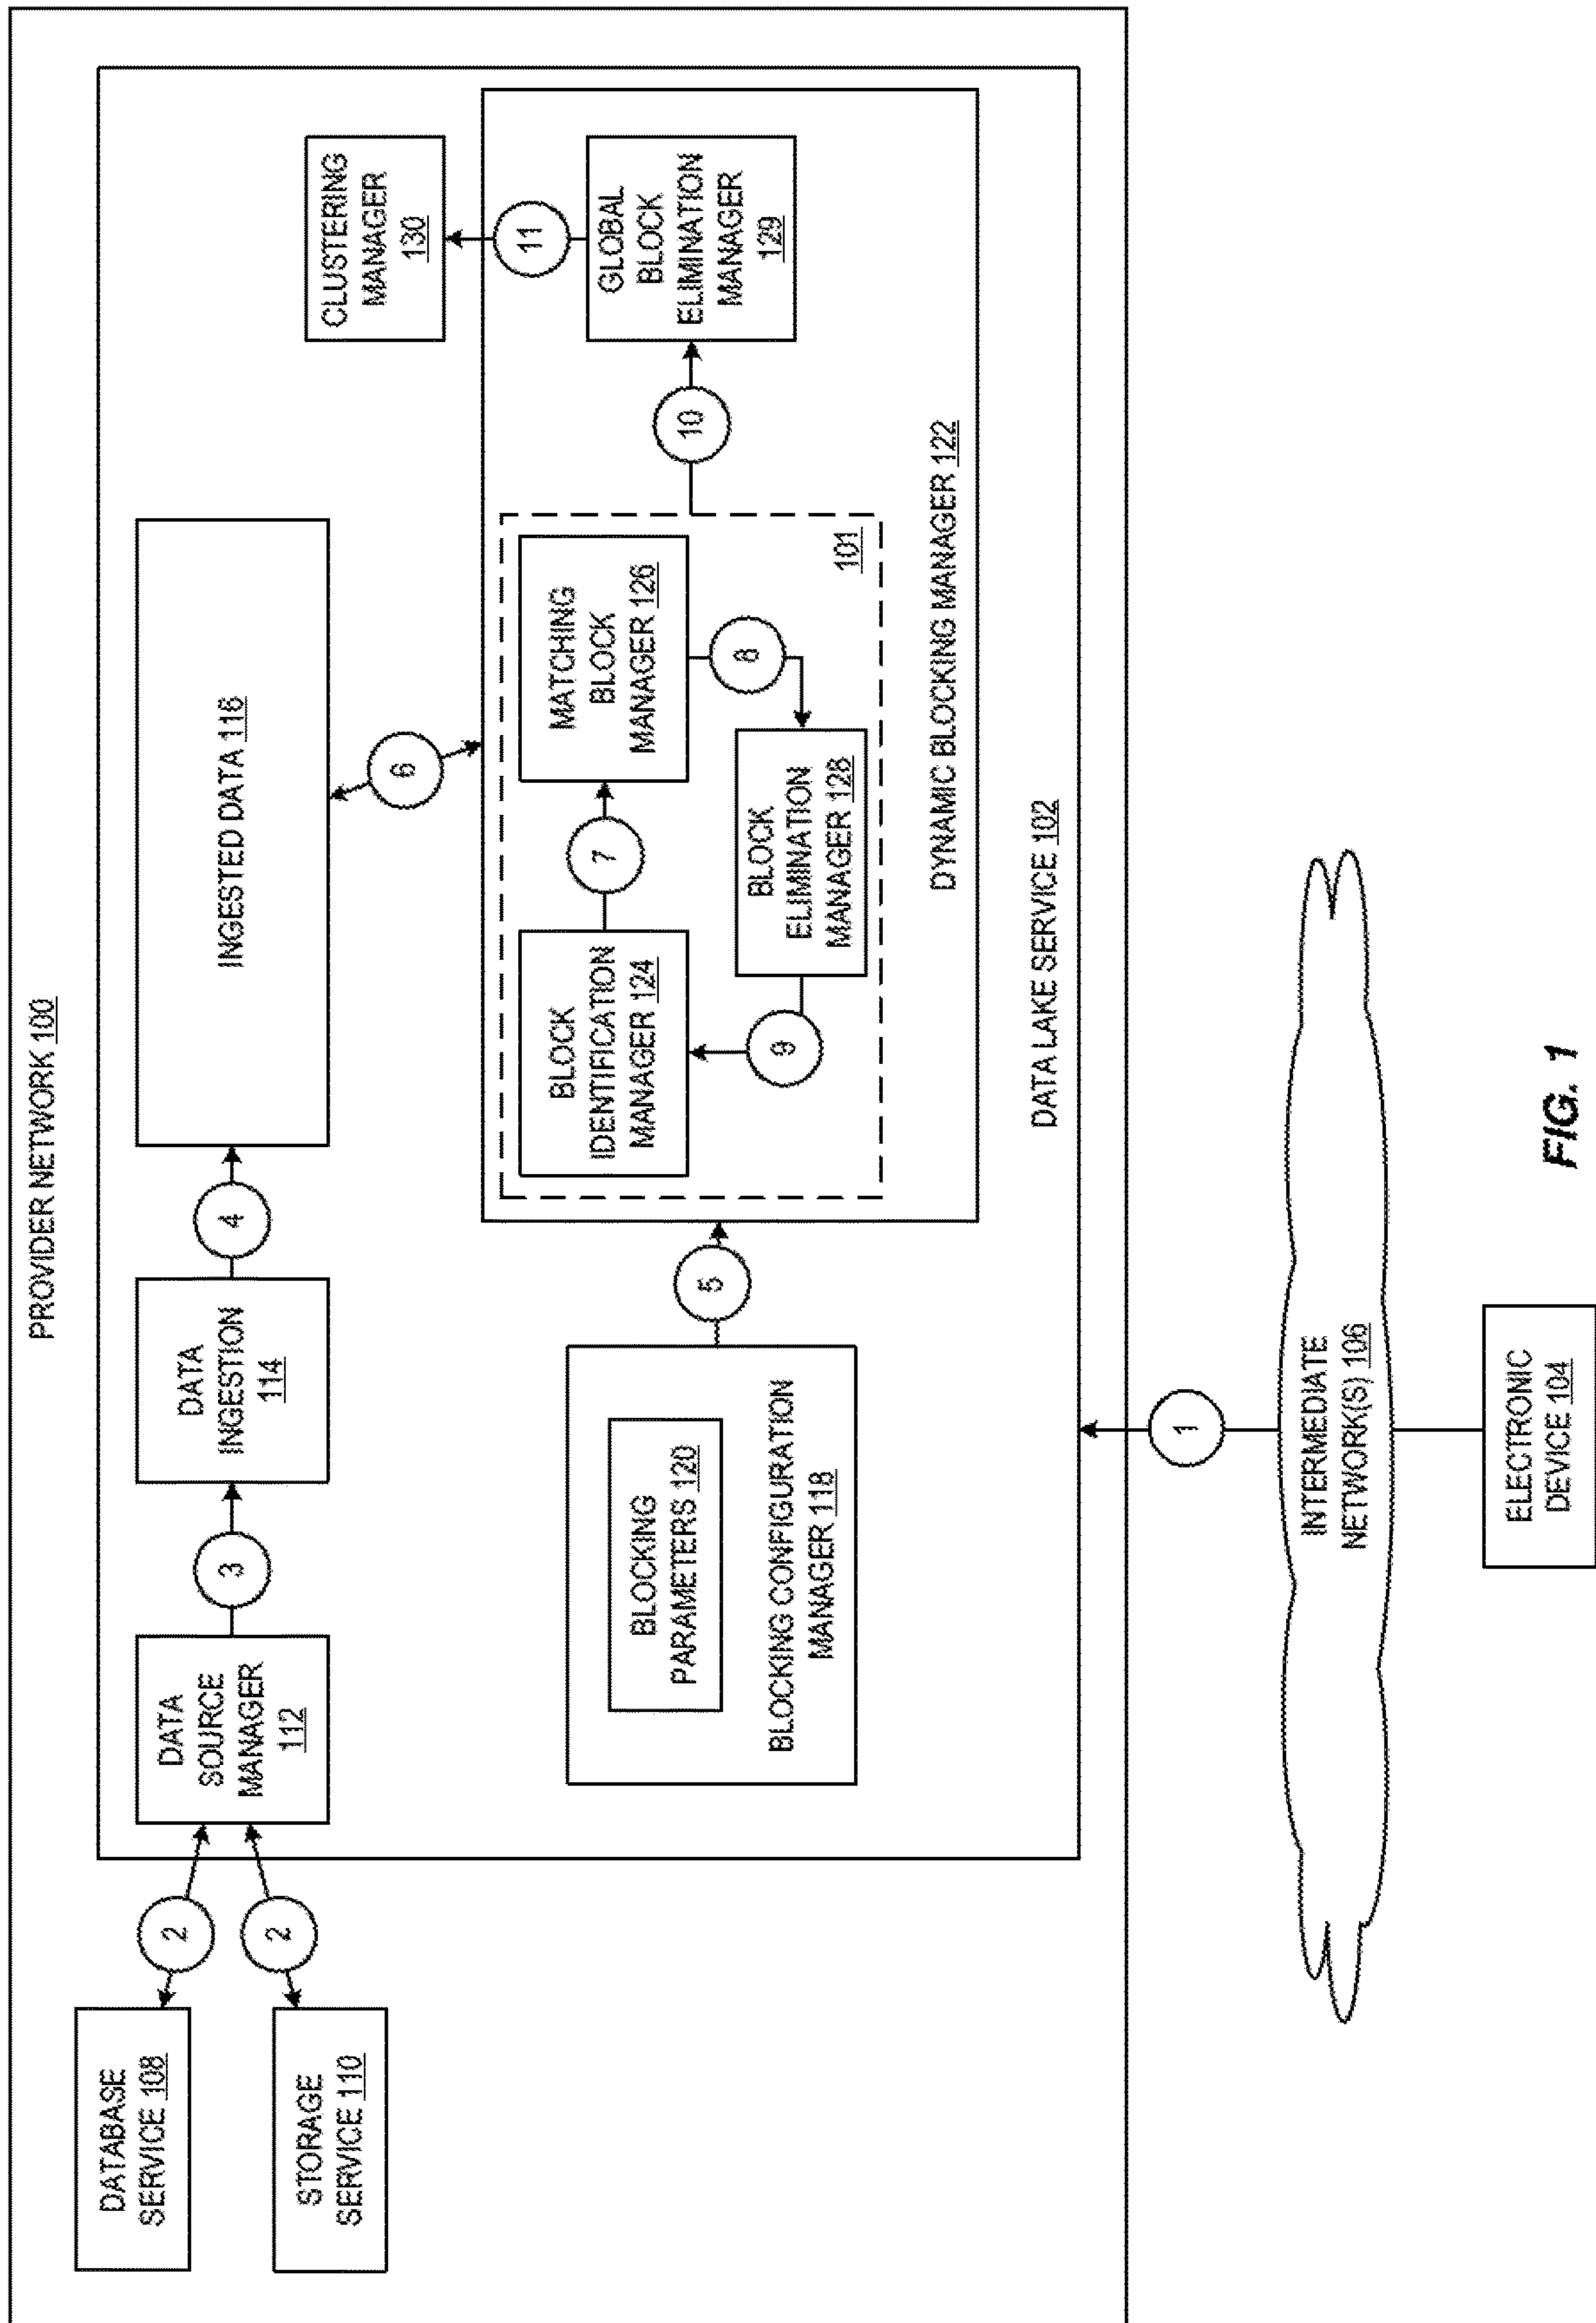 PROVIDER NETWORK 100
DATABASE
SERVICE 108
STORAGE
SERVICE 110
2
2
DATA
SOURCE
MANAGER
112
3
DATA
INGESTION
114
4
INGESTED DATA 116
6
CLUSTERING
MANAGER
130
11
BLOCKING
PARAMETERS 120
BLOCKING CONFIGURATION
MANAGER 118
5
BLOCK
IDENTIFICATION
MANAGER 124
7
MATCHING
BLOCK
MANAGER 126
8
BLOCK
ELIMINATION
MANAGER 128
9
101
10
GLOBAL
BLOCK
ELIMINATION
MANAGER
129
DYNAMIC BLOCKING MANAGER 122
DATA LAKE SERVICE 102
1
INTERMEDIATE
NETWORK(S) 106
ELECTRONIC
DEVICE 104
FIG. 1